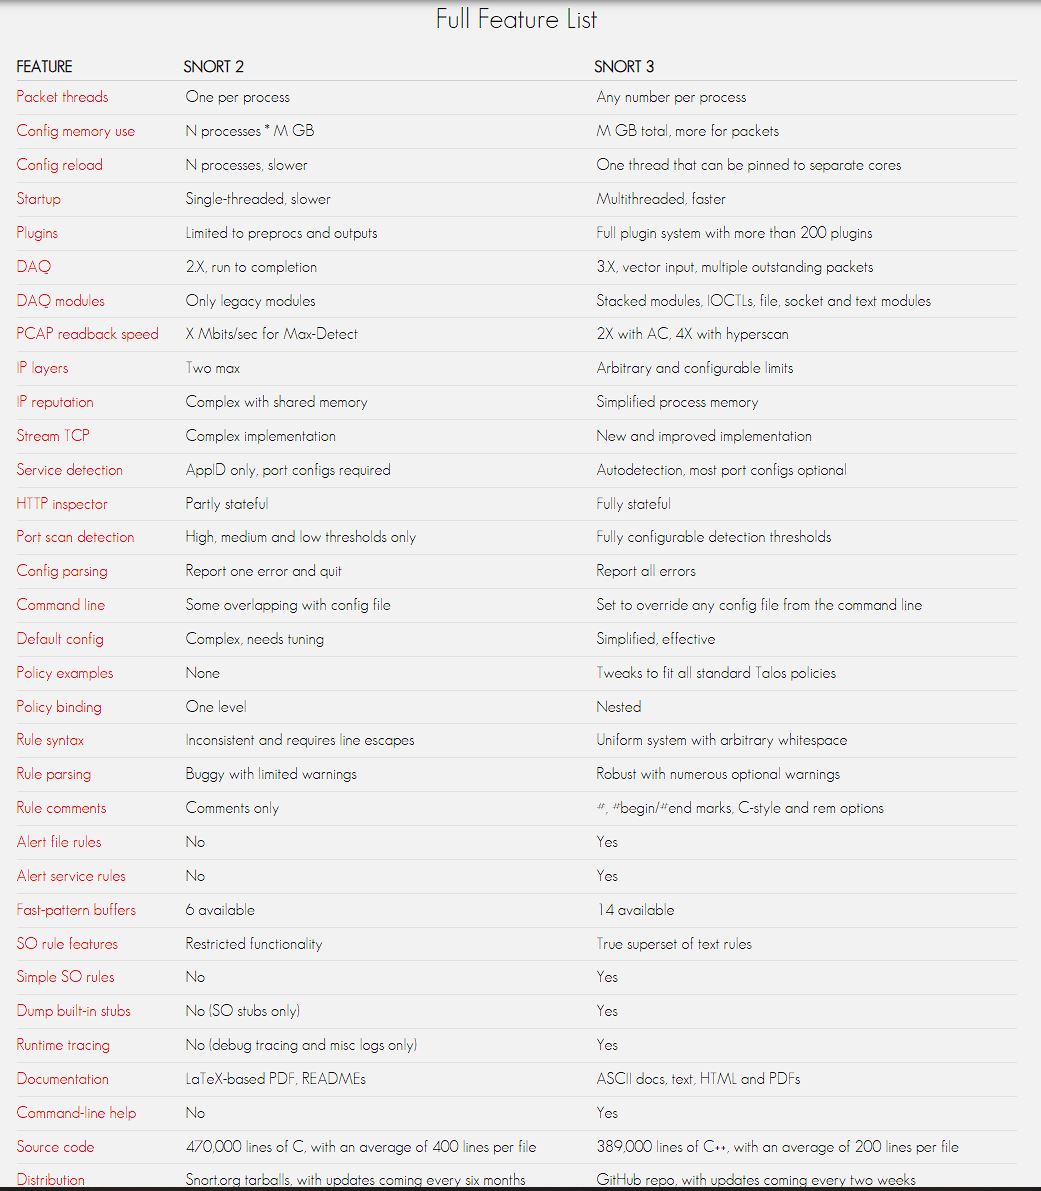 Full Feature List
FEATURE SNORT 2 SNORT 3
Packet threads One per process Any number per process
Config memory use N processes * M GB M GB total, more for packets
Config reload N processes, slower One thread that can be pinned to separate cores
Startup Single-threaded, slower Multithreaded, faster
Plugins Limited to preprocs and outputs Full plugin system with more than 200 plugins
DAQ 2.X, run to completion 3.X, vector input, multiple outstanding packets
DAQ modules Only legacy modules Stacked modules, IOCTLs, file, socket and text modules
PCAP readback speed X Mbits/sec for Max-Detect 2X with AC, 4X with hyperscan
IP layers Two max Arbitrary and configurable limits
IP reputation Complex with shared memory Simplified process memory
Stream TCP Complex implementation New and improved implementation
Service detection AppID only, port configs required Autodetection, most port configs optional
HTTP inspector Partly stateful Fully stateful
Port scan detection High, medium and low thresholds only Fully configurable detection thresholds
Config parsing Report one error and quit Report all errors
Command line Some overlapping with config file Set to override any config file from the command line
Default config Complex, needs tuning Simplified, effective
Policy examples None Tweaks to fit all standard Talos policies
Policy binding One level Nested
Rule syntax Inconsistent and requires line escapes Uniform system with arbitrary whitespace
Rule parsing Buggy with limited warnings Robust with numerous optional warnings
Rule comments Comments only #, #begin/#end marks, C-style and rem options
Alert file rules No Yes
Alert service rules No Yes
Fast-pattern buffers 6 available 14 available
SO rule features Restricted functionality True superset of text rules
Simple SO rules No Yes
Dump built-in stubs No (SO stubs only) Yes
Runtime tracing No (debug tracing and misc logs only) Yes
Documentation LaTeX-based PDF, READMEs ASCII docs, text, HTML and PDFs
Command-line help No Yes
Source code 470,000 lines of C, with an average of 400 lines per file 389,000 lines of C++, with an average of 200 lines per file
Distribution Snort.org tarballs, with updates coming every six months GitHub repo, with updates coming every two weeks